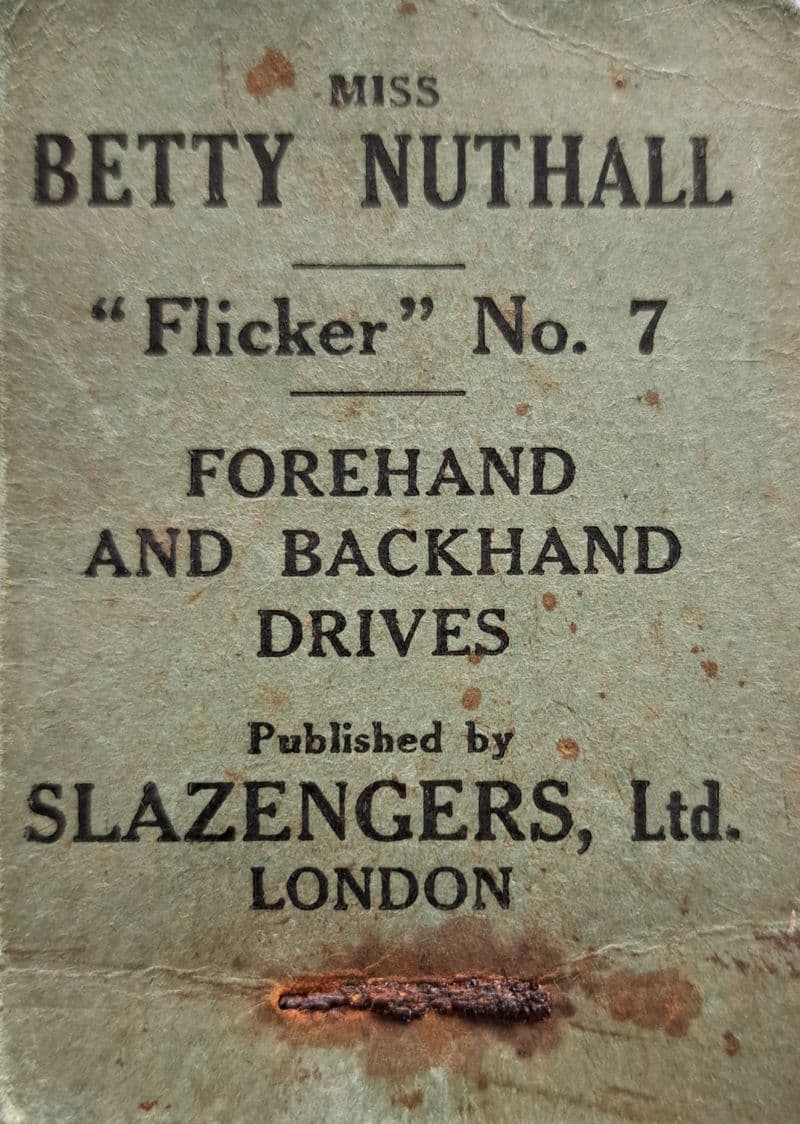 MISS
BETTY NUTHALL
“Flicker” No. 7
FOREHAND
AND BACKHAND
DRIVES
Published by
SLAZENGERS, Ltd.
LONDON